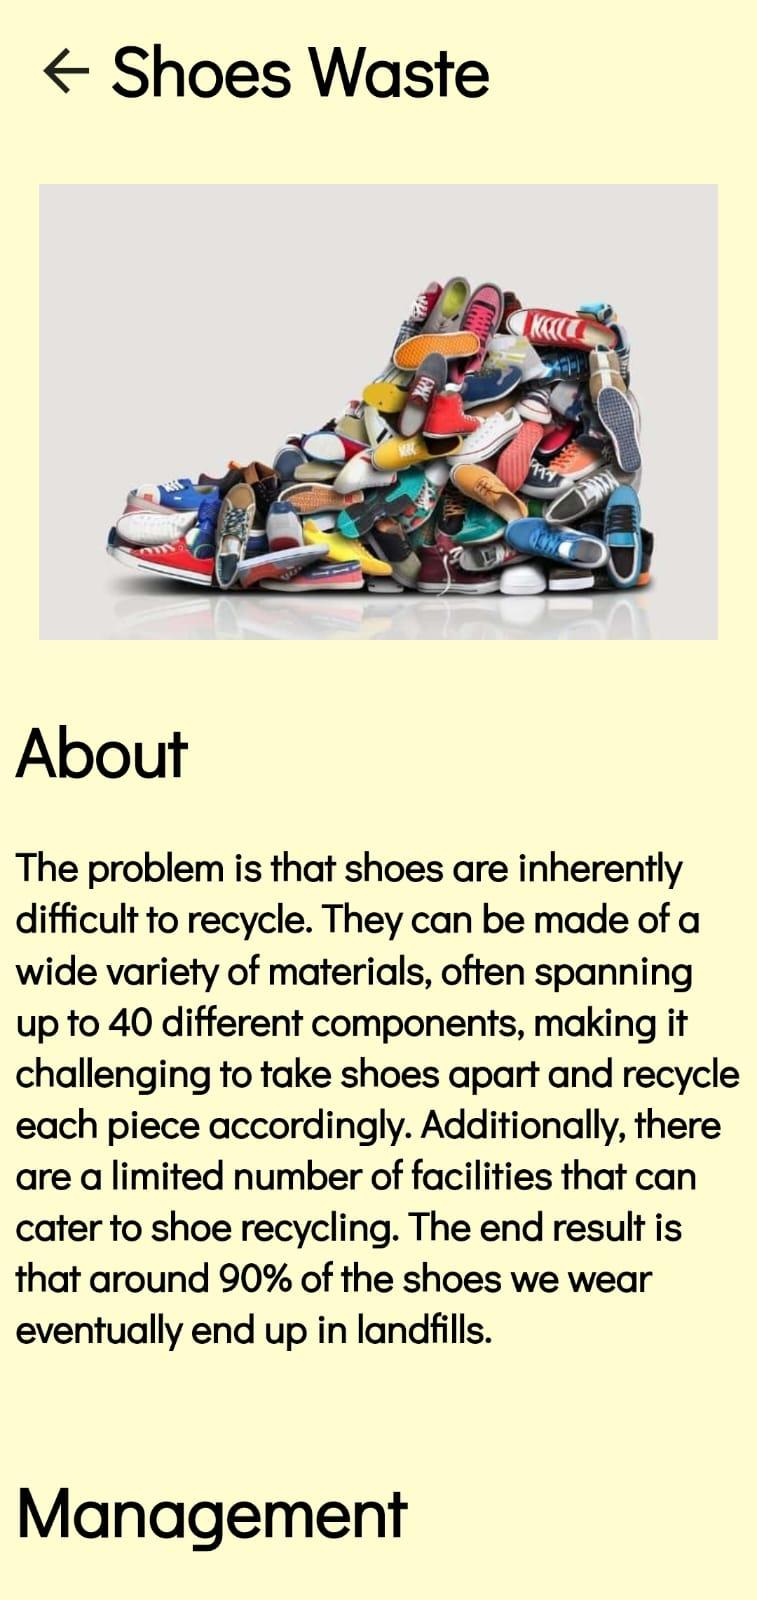 Shoes Waste
About
The problem is that shoes are inherently
difficult to recycle. They can be made of a
wide variety of materials, often spanning
up to 40 different components, making it
challenging to take shoes apart and recycle
each piece accordingly. Additionally, there
are a limited number of facilities that can
cater to shoe recycling. The end result is
that around 90% of the shoes we wear
eventually end up in landfills.
Management